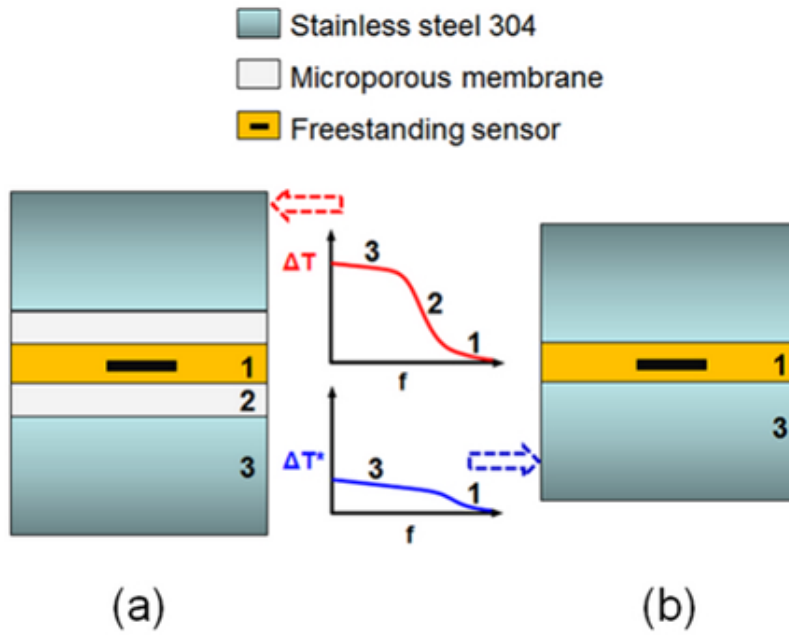 Stainless steel 304
Microporous membrane
Freestanding sensor
ΔT
3
2
1
f
1
2
3
ΔT*
3
1
f
1
3
(a)
(b)